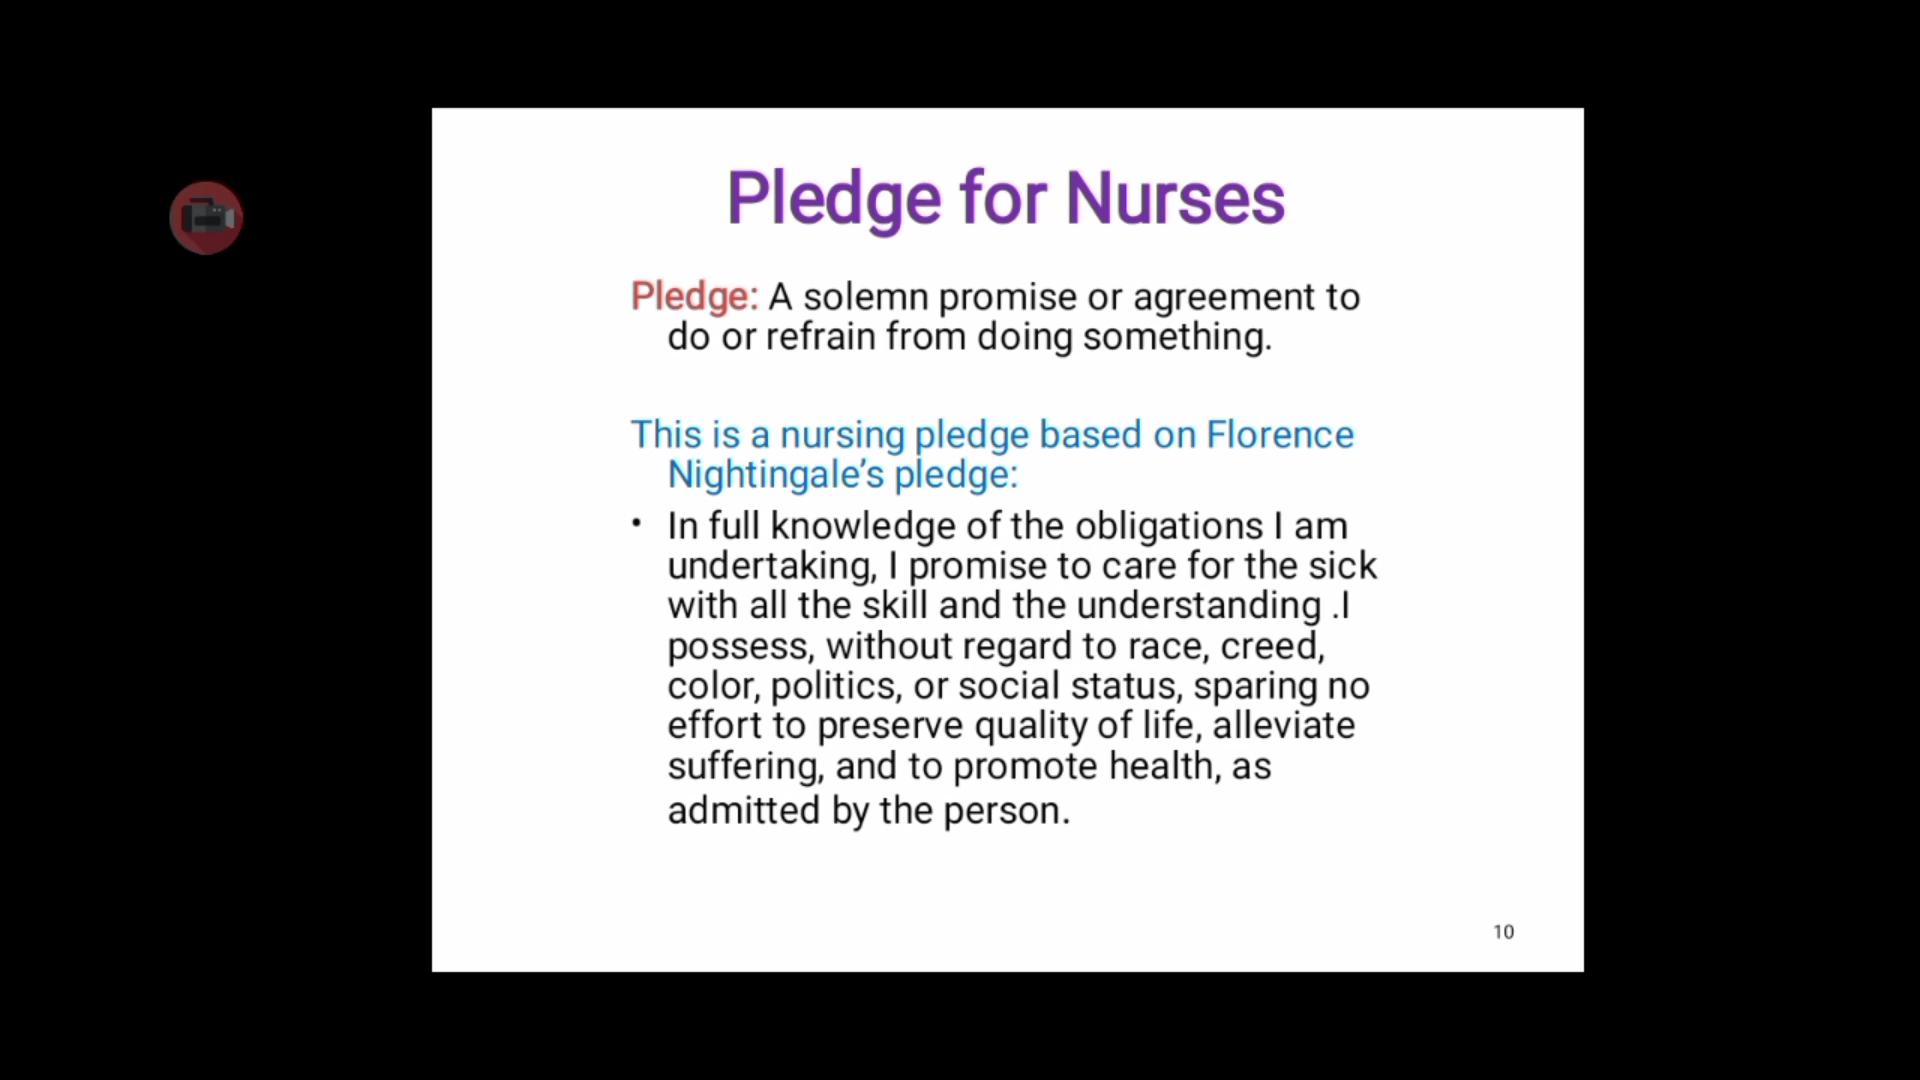 Pledge for Nurses
Pledge: A solemn promise or agreement to
do or refrain from doing something.
This is a nursing pledge based on Florence
Nightingale’s pledge:
• In full knowledge of the obligations I am
undertaking, I promise to care for the sick
with all the skill and the understanding .I
possess, without regard to race, creed,
color, politics, or social status, sparing no
effort to preserve quality of life, alleviate
suffering, and to promote health, as
admitted by the person.
10